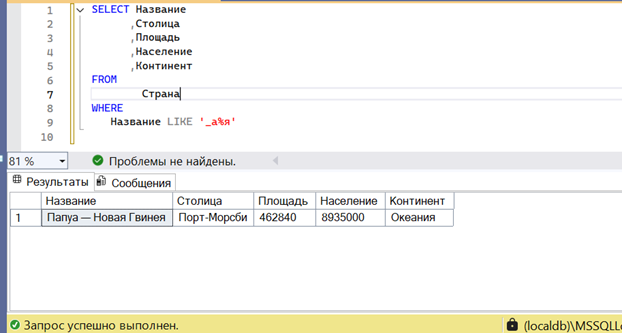 1 SELECT Название
2 ,Столица
3 ,Площадь
4 ,Население
5 ,Континент
6 FROM
7 Страна
8 WHERE
9 Название LIKE '_а%я'
10
81 % Проблемы не найдены.
Результаты Сообщения
Название Столица Площадь Население Континент
1 Папуа — Новая Гвинея Порт-Морсби 462840 8935000 Океания
Запрос успешно выполнен. (localdb)\MSSQLLo